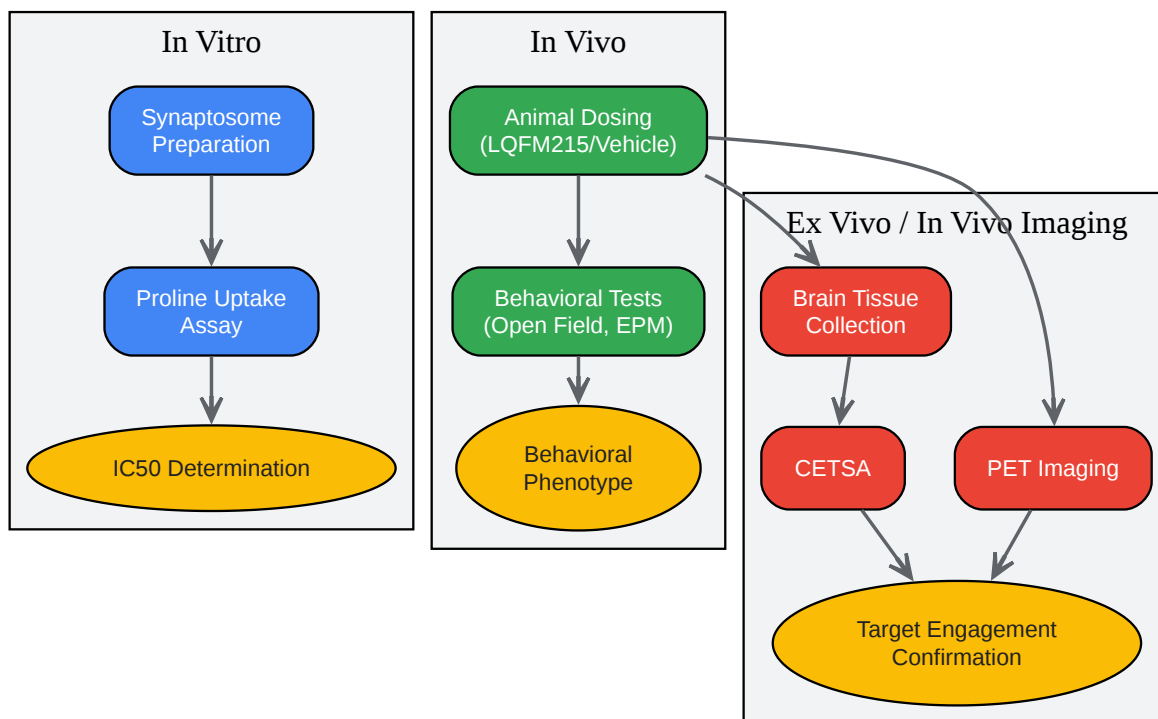 In Vitro
Synaptosome
Preparation
Proline Uptake
Assay
IC50 Determination
In Vivo
Animal Dosing
(LQFM215/Vehicle)
Behavioral Tests
(Open Field, EPM)
Behavioral
Phenotype
Ex Vivo / In Vivo Imaging
Brain Tissue
Collection
CETSA
PET Imaging
Target Engagement
Confirmation